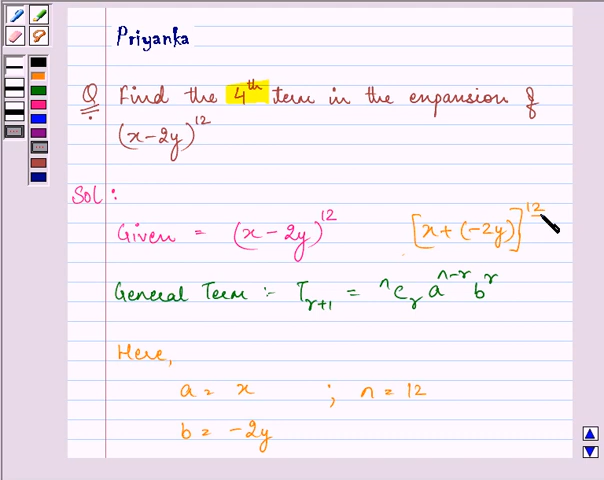 Priyanka
Q Find the 4th term in the expansion of
(x-2y)^12
Sol :
Given = (x - 2y)^12 [x + (-2y)]^12
General Term :- T_{r+1} = ^nC_r a^{n-r} b^r
Here,
a = x ; n = 12
b = -2y